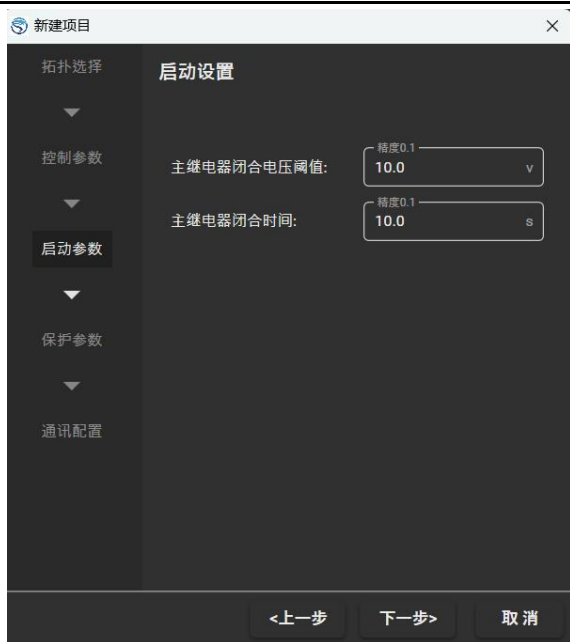 新建项目
拓扑选择
控制参数
启动参数
保护参数
通讯配置
启动设置
精度0.1
主继电器闭合电压阈值: 10.0 v
精度0.1
主继电器闭合时间: 10.0 s
<上一步 下一步> 取消